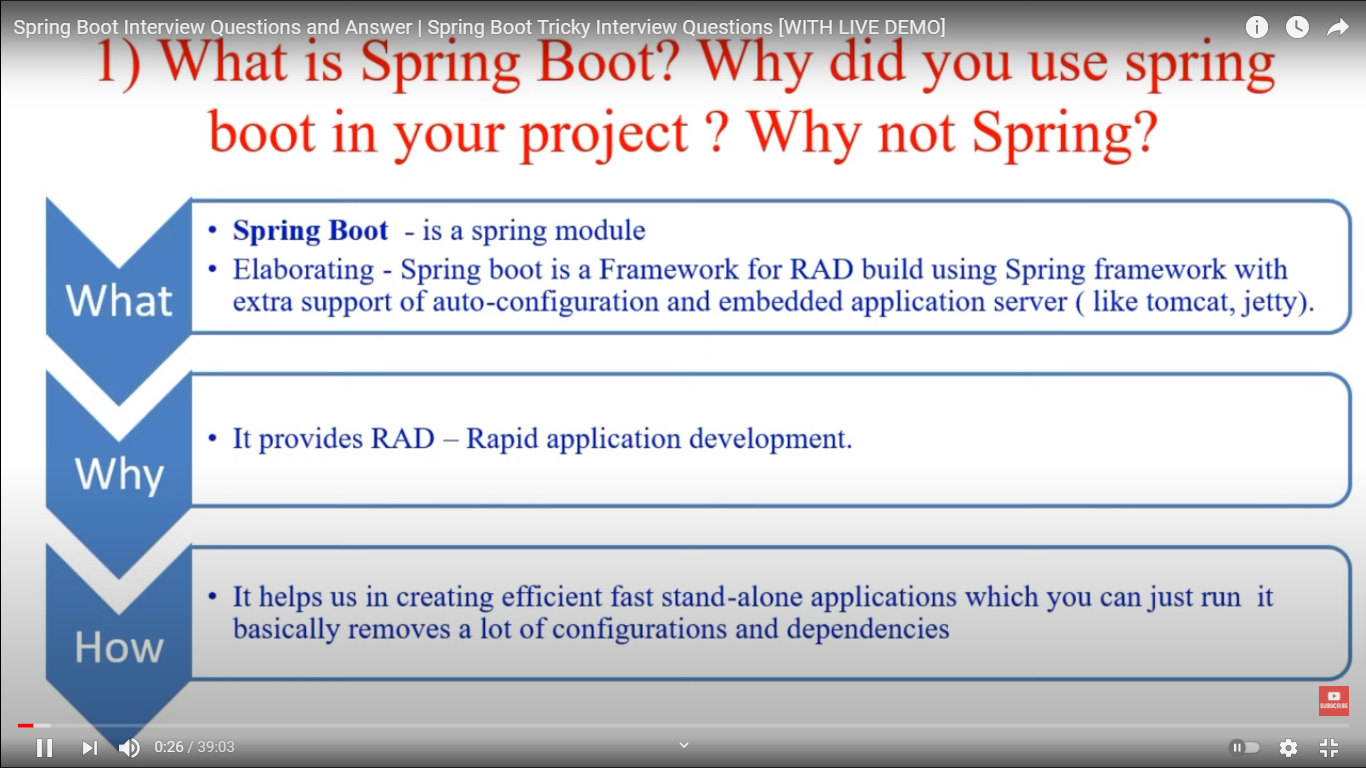 Spring Boot Interview Questions and Answer | Spring Boot Tricky Interview Questions [WITH LIVE DEMO]
1) What is Spring Boot? Why did you use spring
boot in your project ? Why not Spring?
What
• Spring Boot - is a spring module
• Elaborating - Spring boot is a Framework for RAD build using Spring framework with
extra support of auto-configuration and embedded application server ( like tomcat, jetty).
Why
• It provides RAD – Rapid application development.
How
• It helps us in creating efficient fast stand-alone applications which you can just run it
basically removes a lot of configurations and dependencies
SUBSCRIBE
0:26 / 39:03